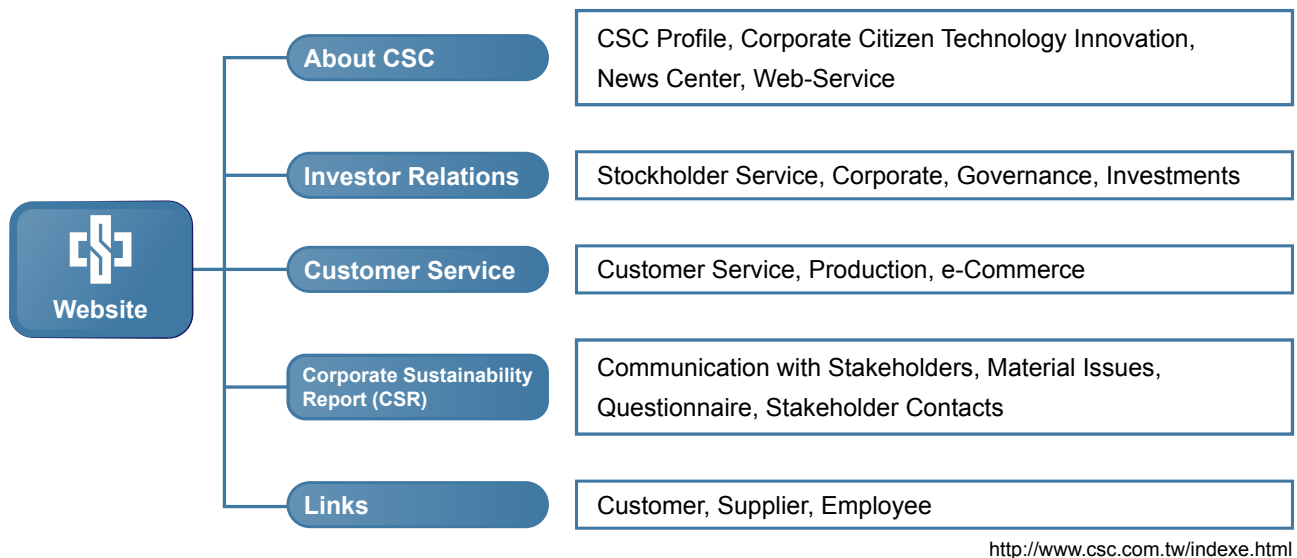 About CSC
CSC Profile, Corporate Citizen Technology Innovation,
News Center, Web-Service
Investor Relations
Stockholder Service, Corporate, Governance, Investments
Website
Customer Service
Customer Service, Production, e-Commerce
Corporate Sustainability
Report (CSR)
Communication with Stakeholders, Material Issues,
Questionnaire, Stakeholder Contacts
Links
Customer, Supplier, Employee
http://www.csc.com.tw/indexe.html